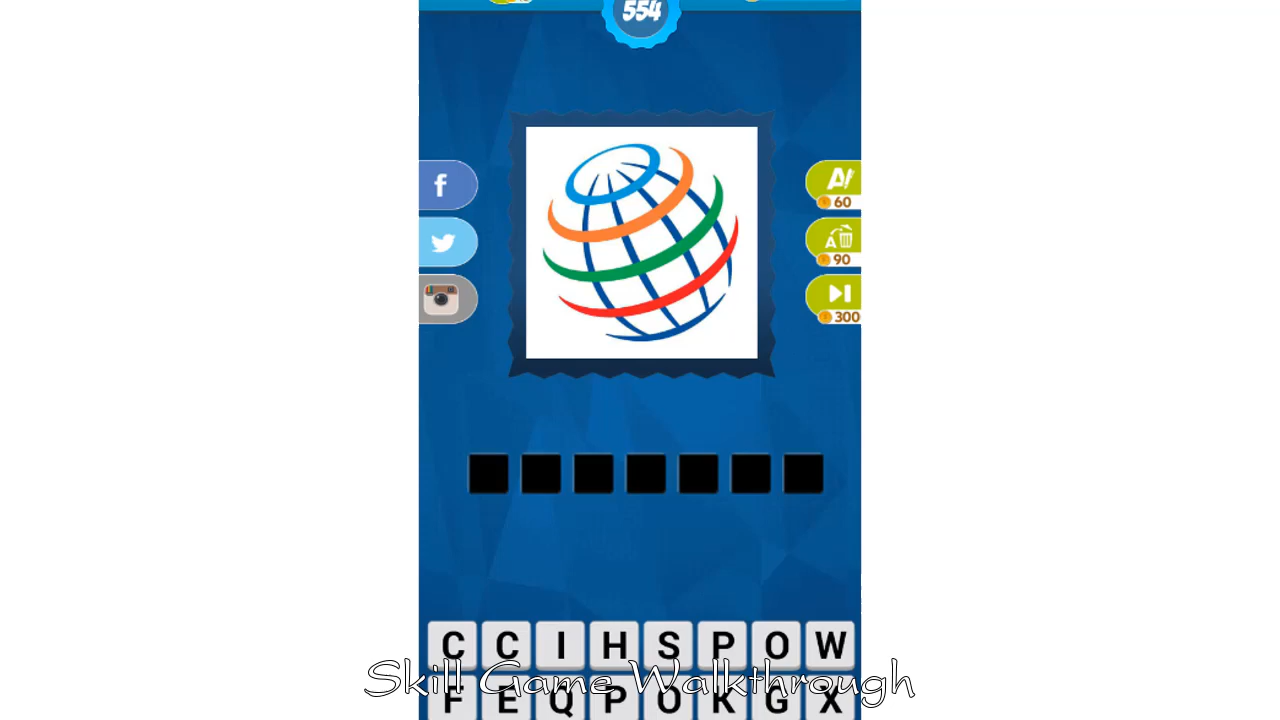 554
f
A
60
A
90
300
C C I H S P O W
Skill Game Walkthrough
F E Q P O K G X